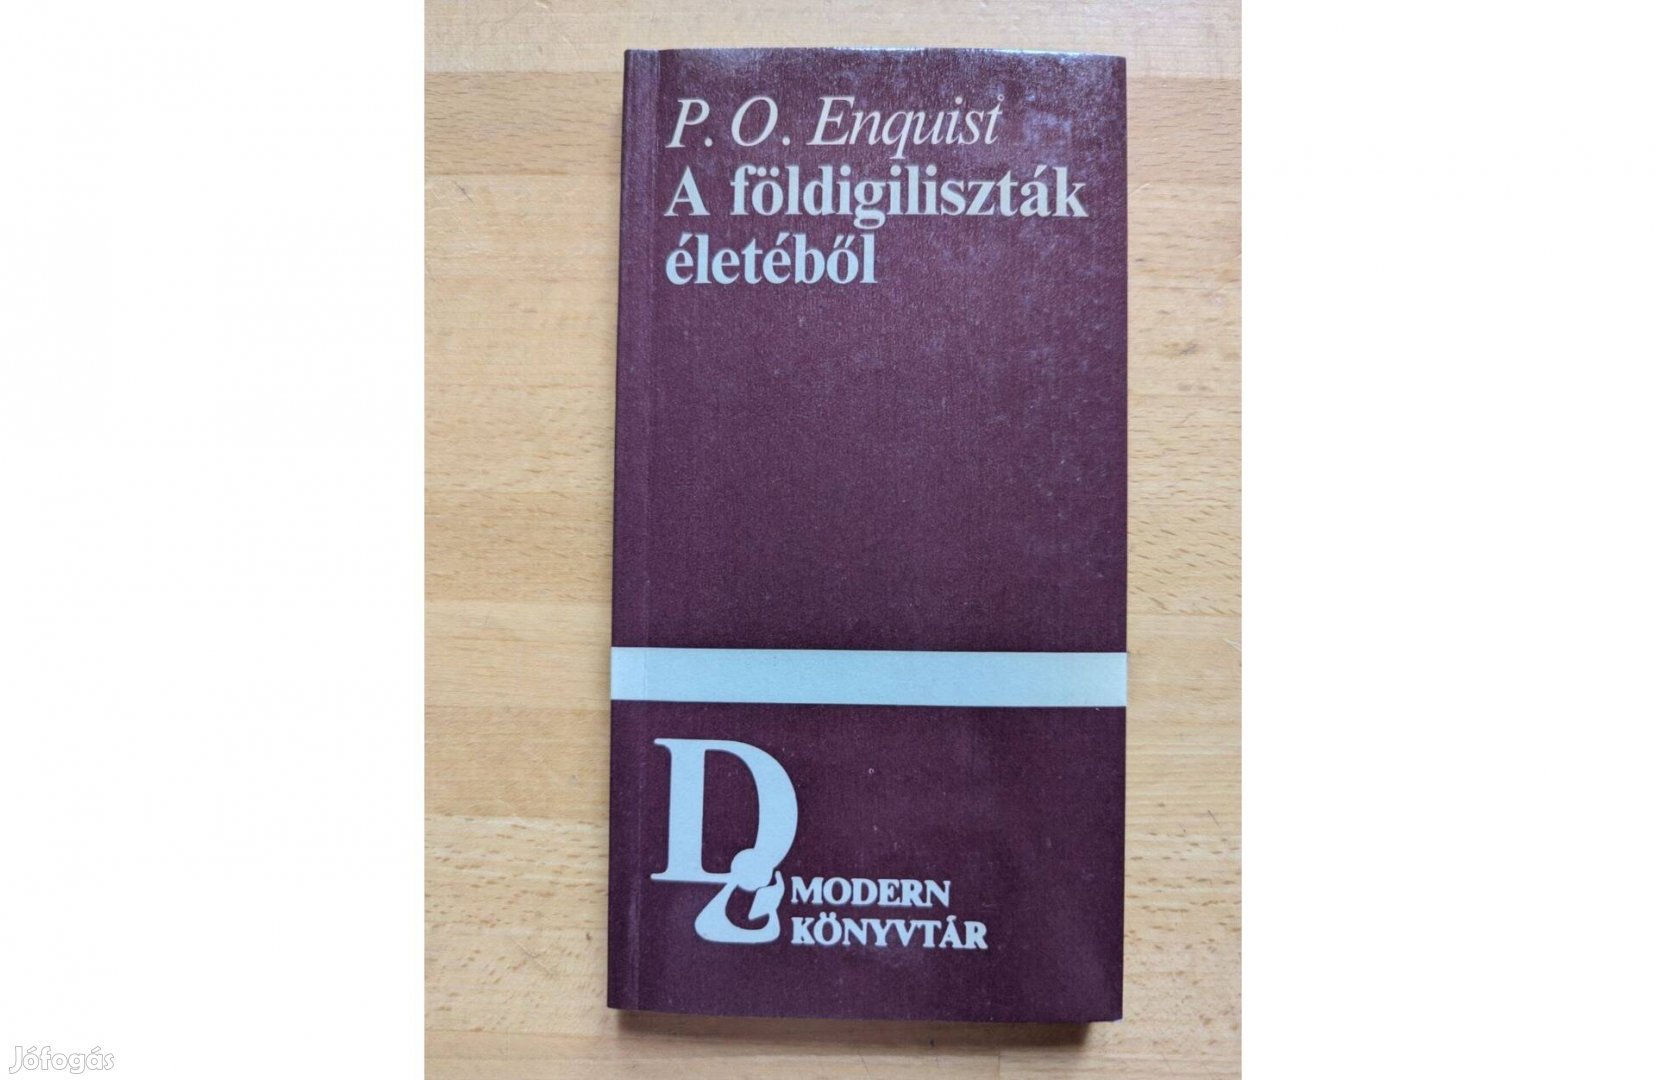 P. O. Enquist
A földigiliszták
életéből
D
MODERN
KÖNYVTÁR
Jófogás